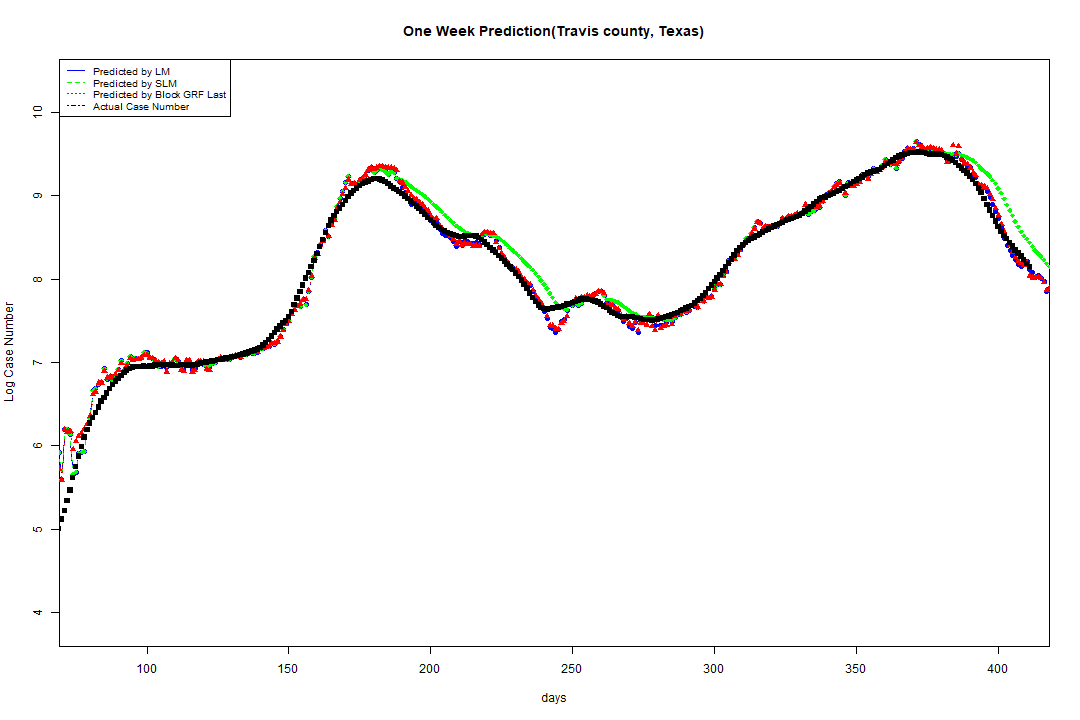 One Week Prediction(Travis county, Texas)
Predicted by LM
Predicted by SLM
Predicted by Block GRF Last
Actual Case Number
10
9
8
7
6
5
4
Log Case Number
100 150 200 250 300 350 400
days